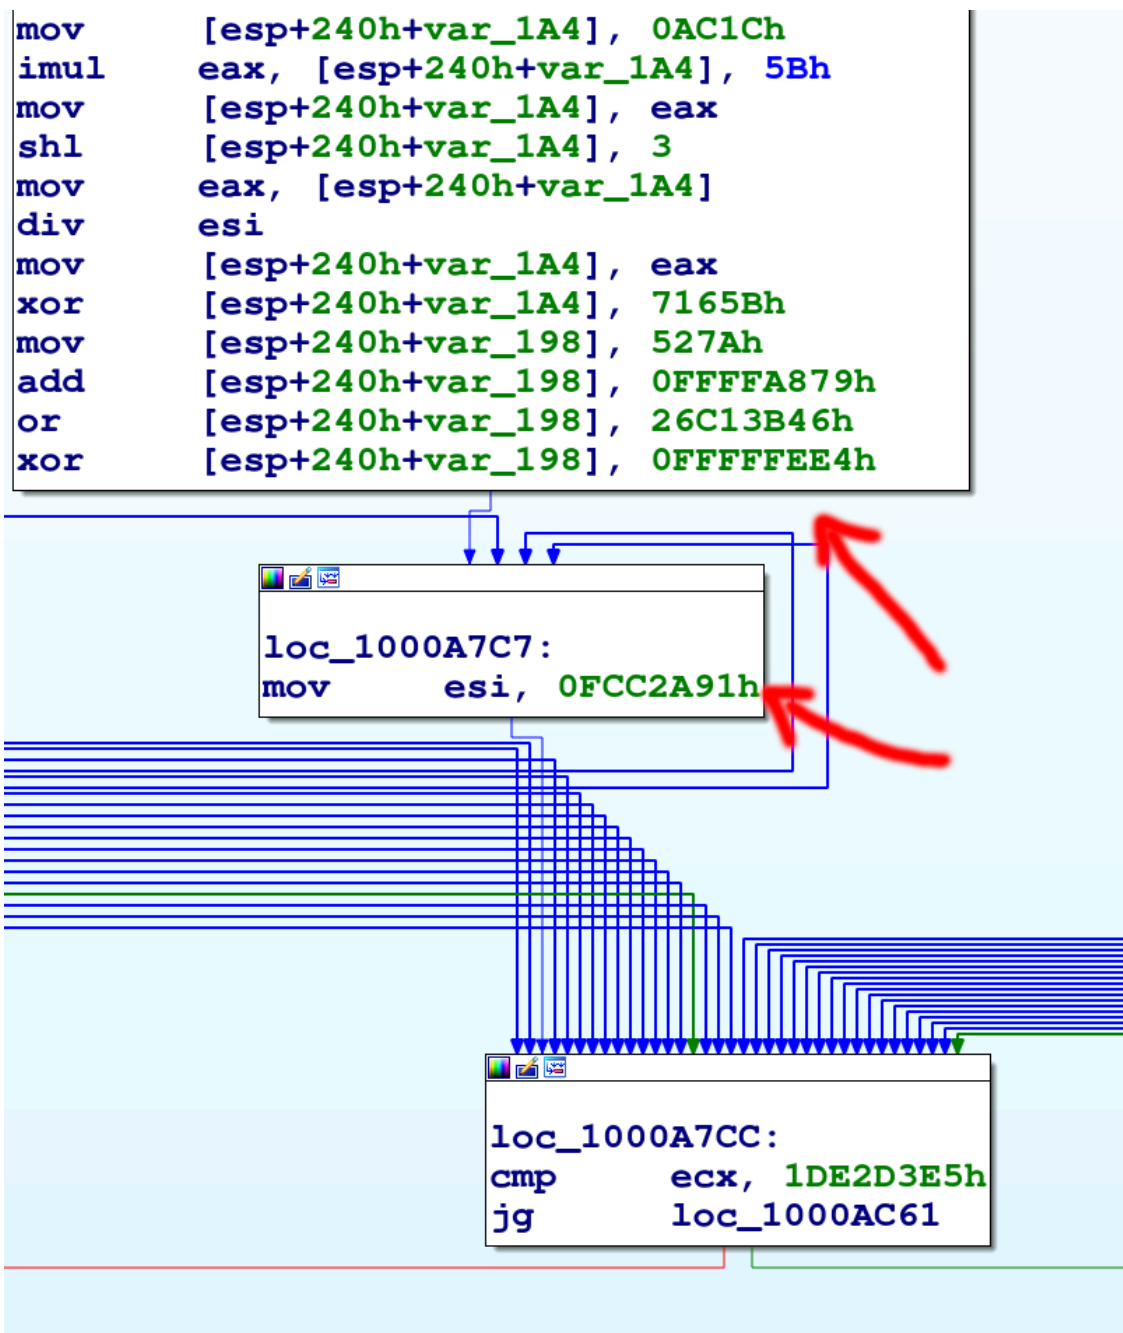 mov [esp+240h+var_1A4], 0AC1Ch
imul eax, [esp+240h+var_1A4], 5Bh
mov [esp+240h+var_1A4], eax
shl [esp+240h+var_1A4], 3
mov eax, [esp+240h+var_1A4]
div esi
mov [esp+240h+var_1A4], eax
xor [esp+240h+var_1A4], 7165Bh
mov [esp+240h+var_198], 527Ah
add [esp+240h+var_198], 0FFFFA879h
or [esp+240h+var_198], 26C13B46h
xor [esp+240h+var_198], 0FFFFFEE4h
loc_1000A7C7:
mov esi, 0FCC2A91h
loc_1000A7CC:
cmp ecx, 1DE2D3E5h
jg loc_1000AC61